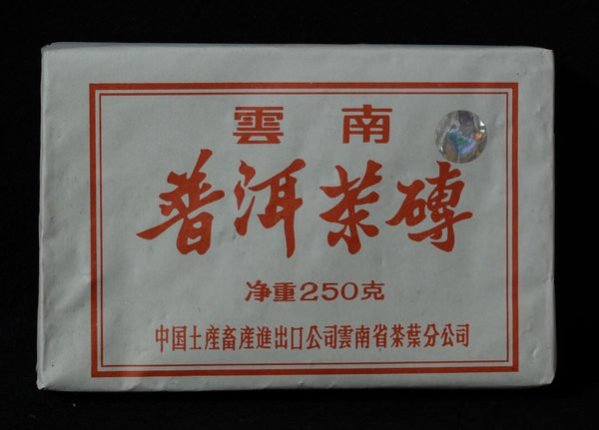 雲南
普洱茶磚
净重250克
中国土産畜産進出口公司雲南省茶葉分公司